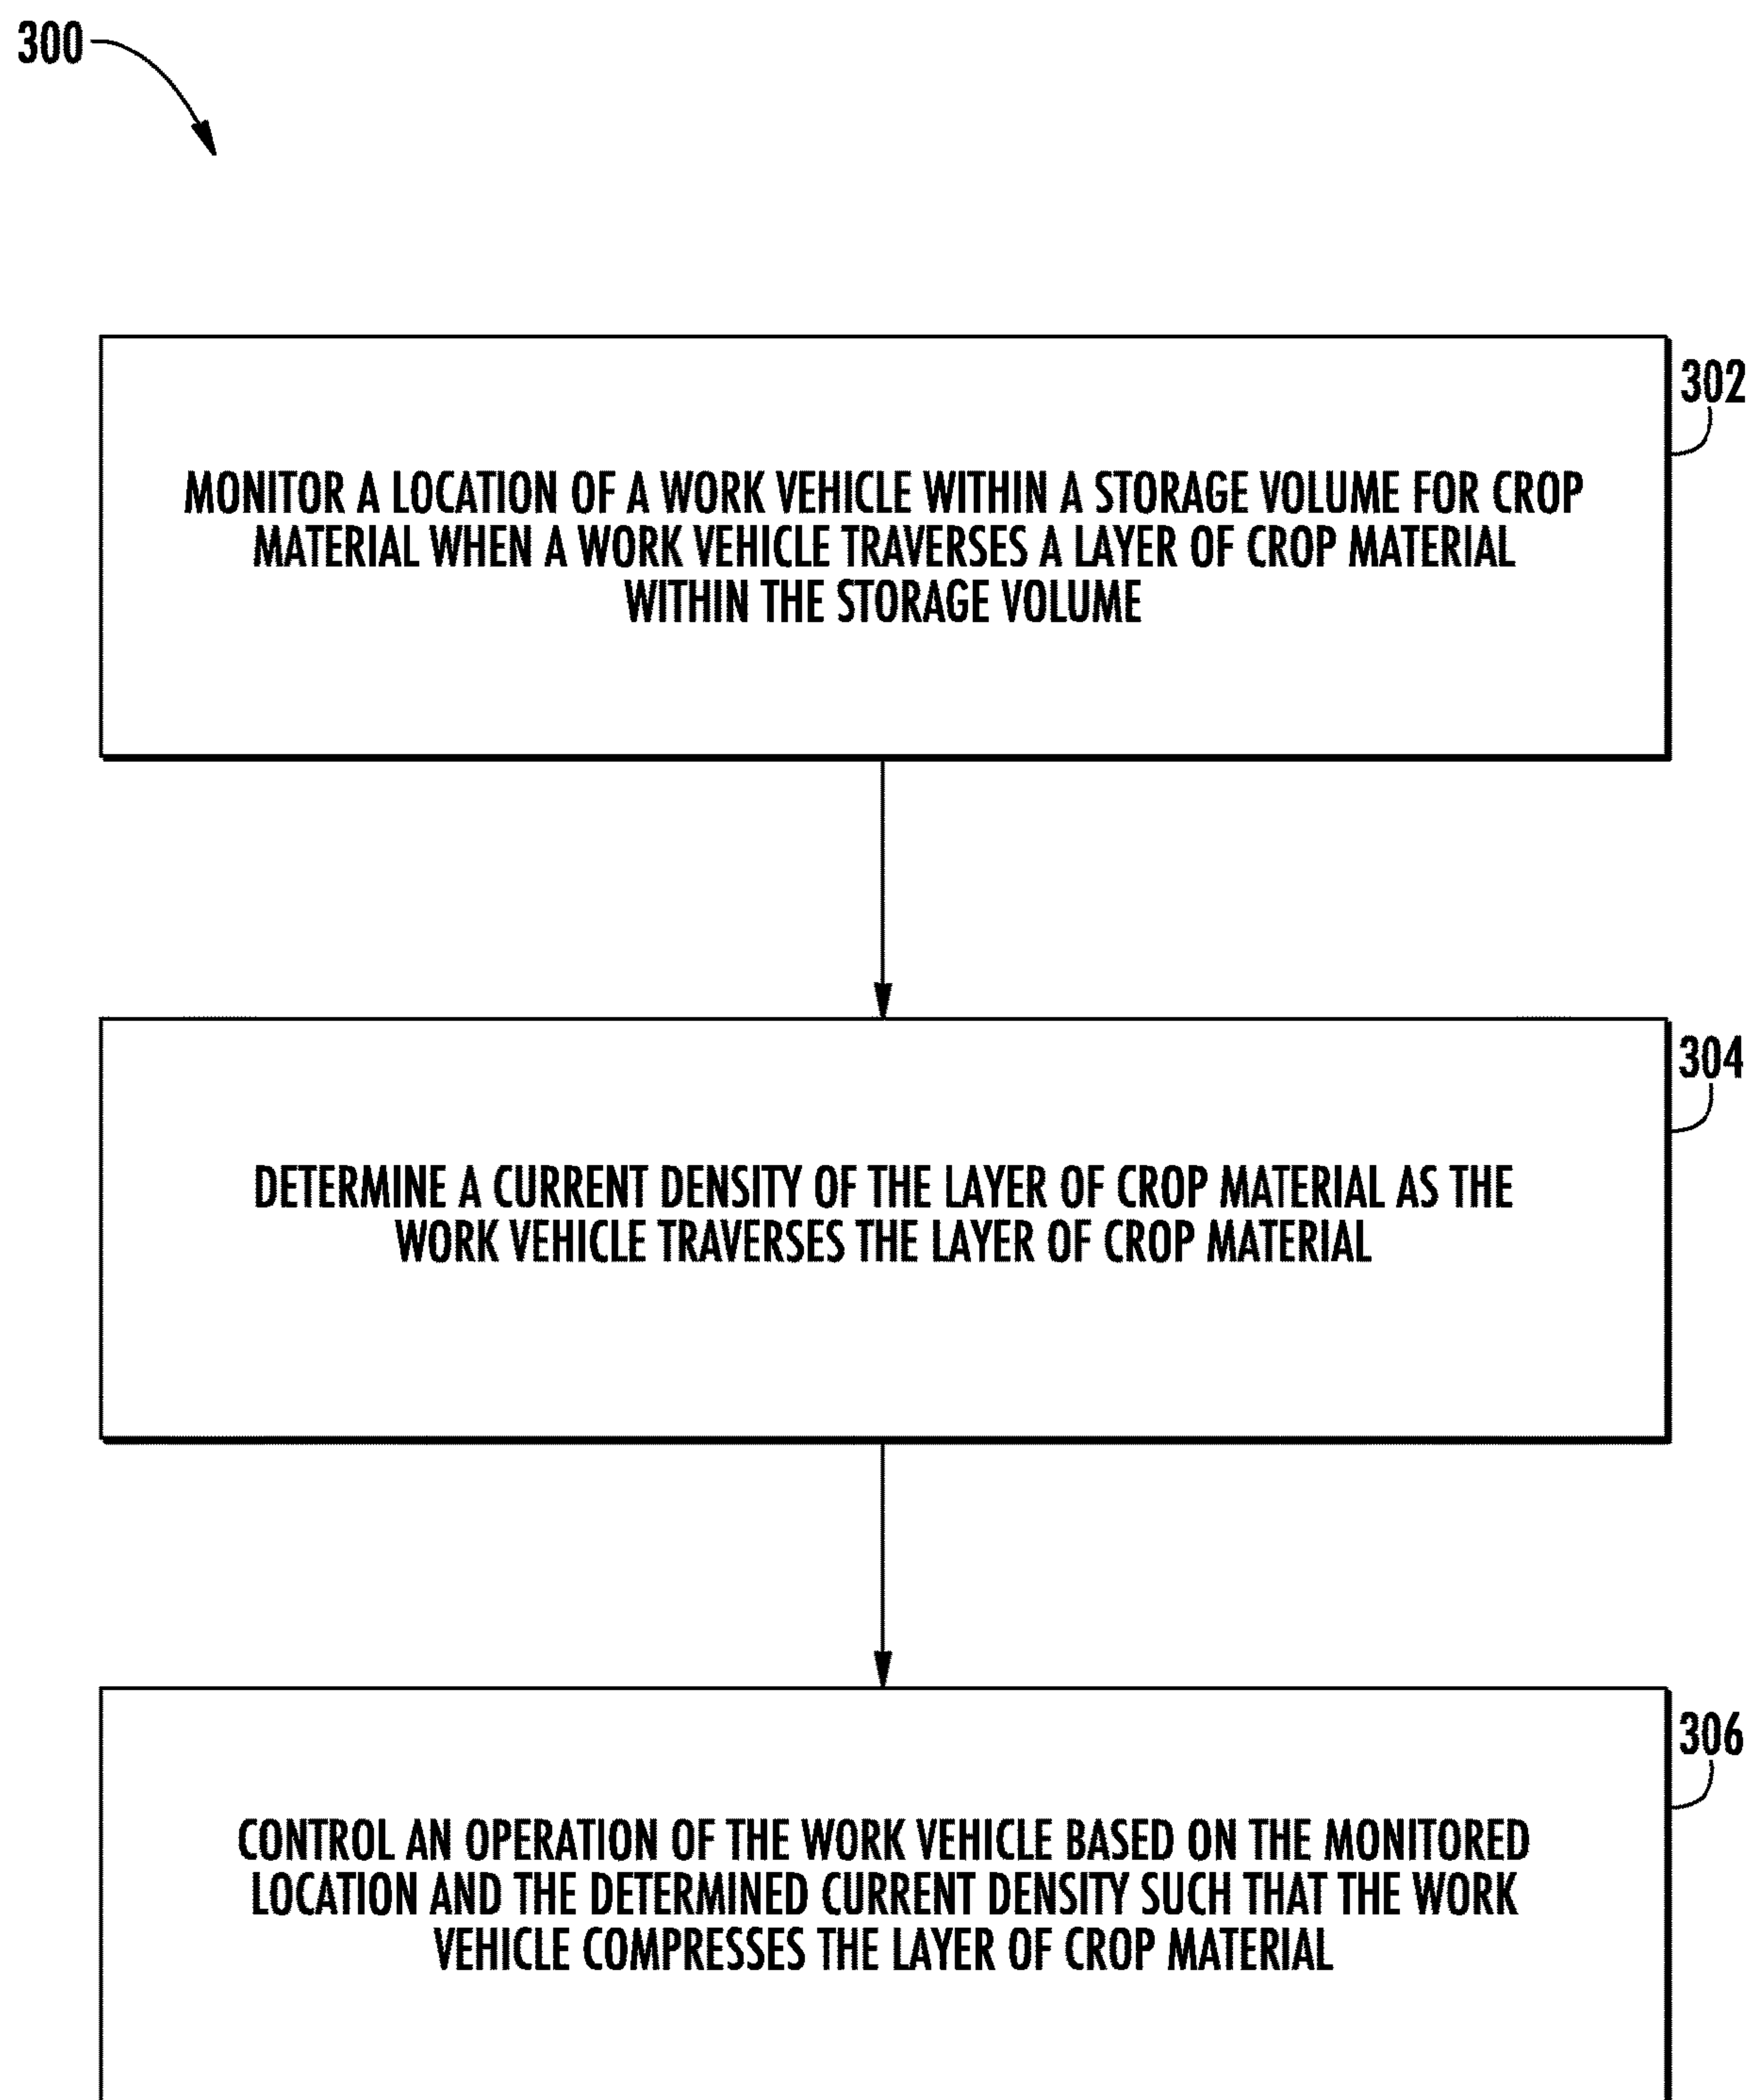 300
302
MONITOR A LOCATION OF A WORK VEHICLE WITHIN A STORAGE VOLUME FOR CROP
MATERIAL WHEN A WORK VEHICLE TRAVERSES A LAYER OF CROP MATERIAL
WITHIN THE STORAGE VOLUME
304
DETERMINE A CURRENT DENSITY OF THE LAYER OF CROP MATERIAL AS THE
WORK VEHICLE TRAVERSES THE LAYER OF CROP MATERIAL
306
CONTROL AN OPERATION OF THE WORK VEHICLE BASED ON THE MONITORED
LOCATION AND THE DETERMINED CURRENT DENSITY SUCH THAT THE WORK
VEHICLE COMPRESSES THE LAYER OF CROP MATERIAL